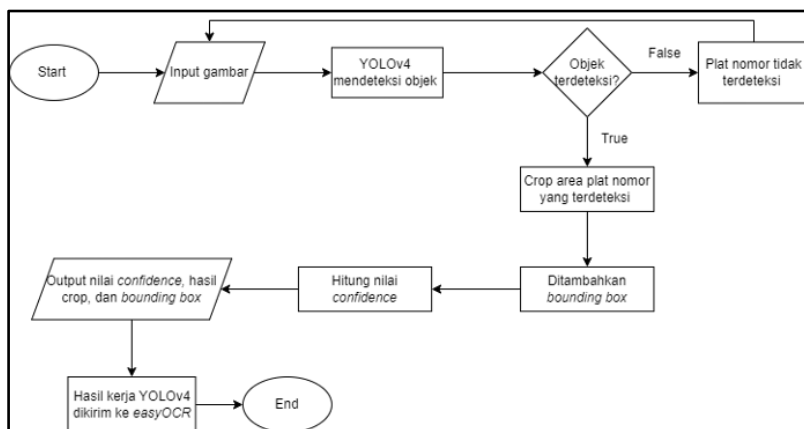 Start
Input gambar
YOLOv4
mendeteksi objek
Objek
terdeteksi?
False
Plat nomor tidak
terdeteksi
True
Crop area plat nomor
yang terdeteksi
Ditambahkan
bounding box
Hitung nilai
confidence
Output nilai confidence, hasil
crop, dan bounding box
Hasil kerja YOLOv4
dikirim ke easyOCR
End